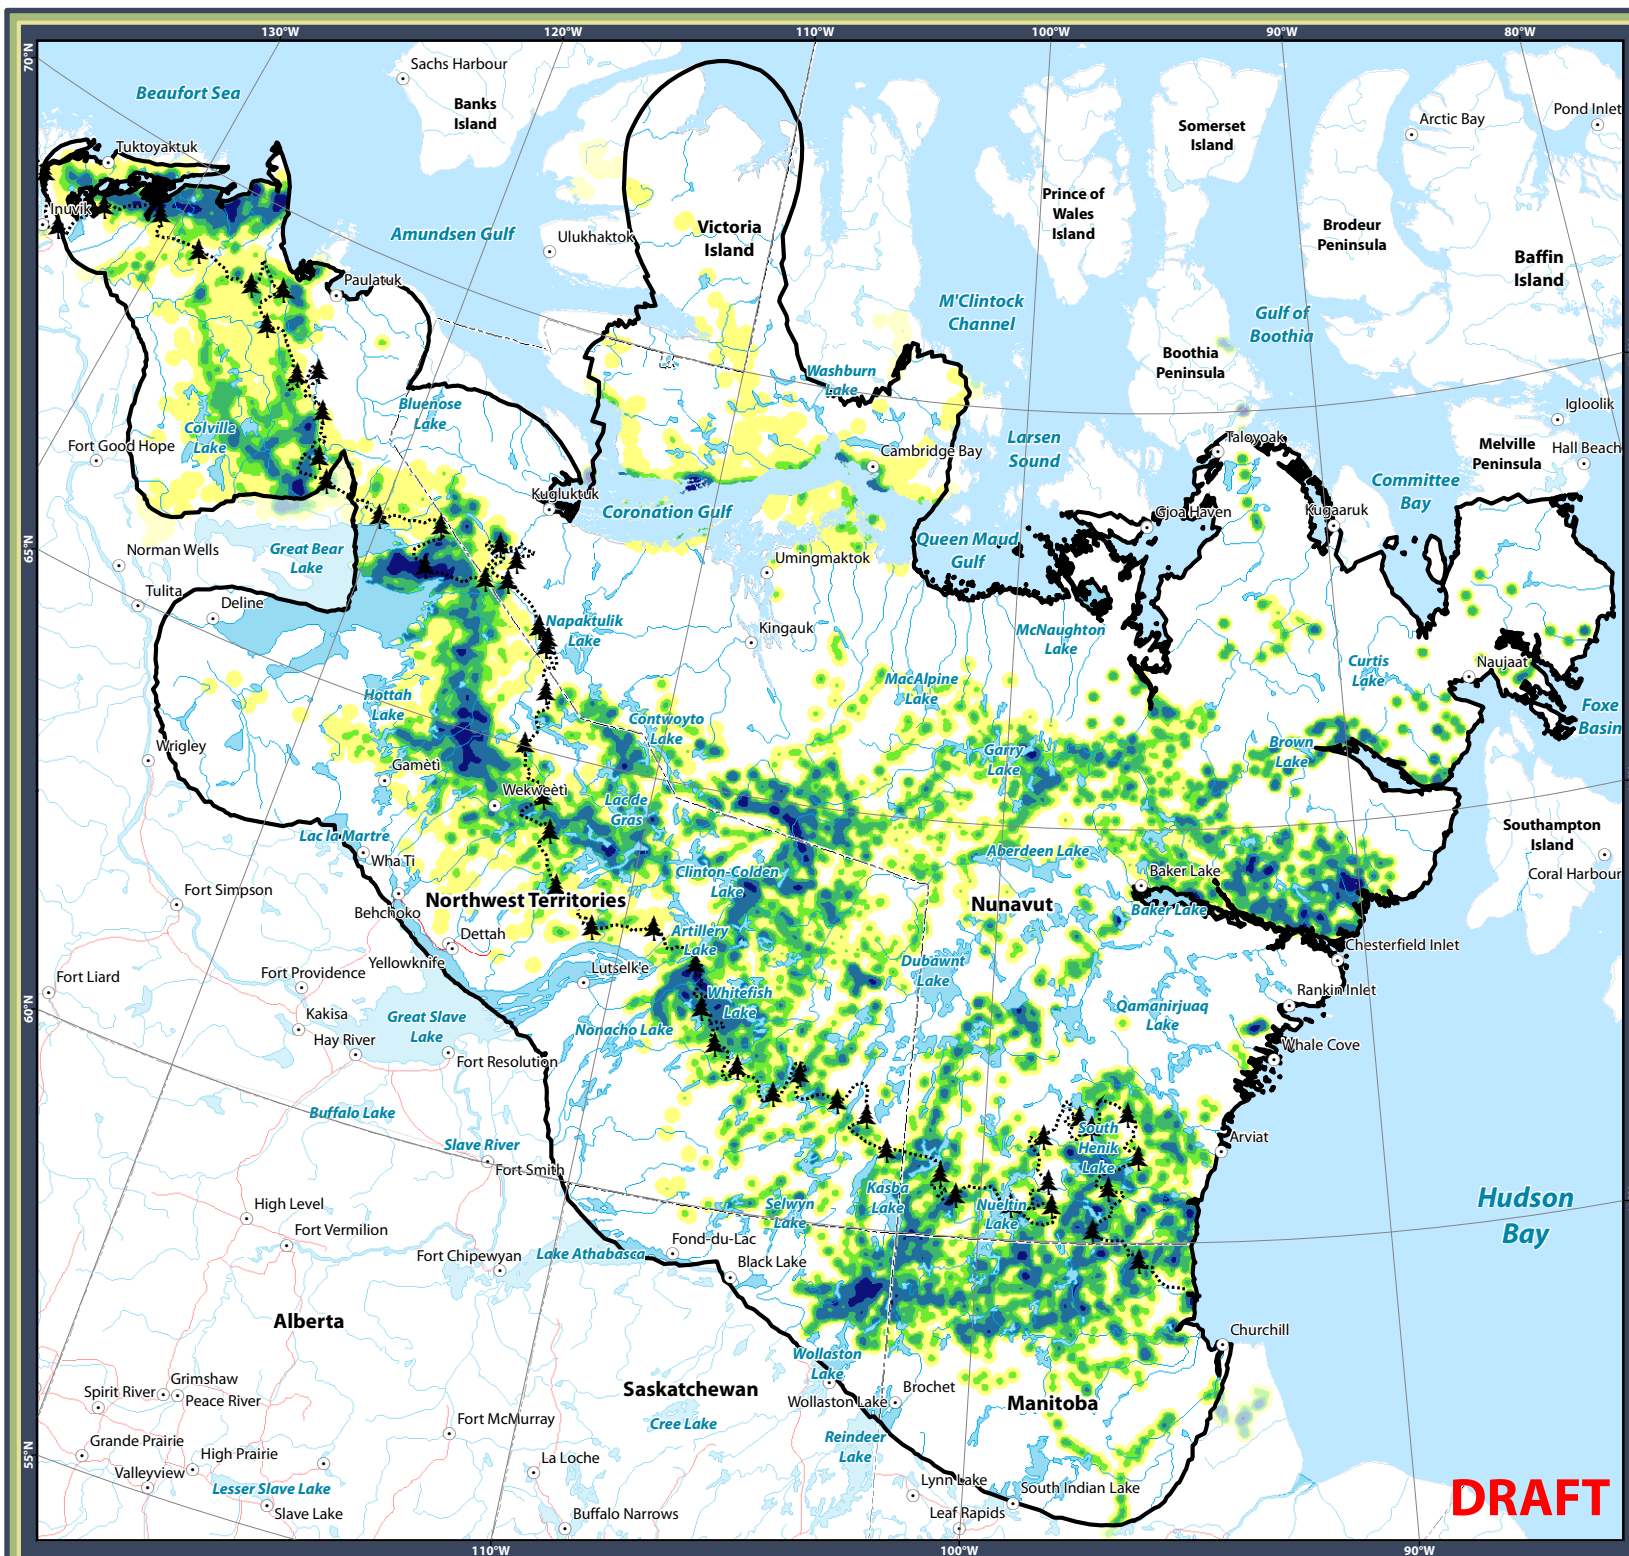 130°W
120°W
110°W
100°W
90°W
80°W
70°N
Sachs Harbour
Beaufort Sea
Banks
Island
Arctic Bay
Pond Inlet
Somerset
Island
Tuktoyaktuk
Inuvik
Prince of
Wales
Island
Brodeur
Peninsula
Baffin
Island
Amundsen Gulf
Ulukhaktok
Victoria
Island
Paulatuk
M'Clintock
Channel
Gulf of
Boothia
Boothia
Peninsula
Washburn
Lake
Bluenose
Lake
Igloolik
Colville
Lake
Fort Good Hope
Larsen
Sound
Taloyoak
Melville
Peninsula
Hall Beach
Cambridge Bay
Kugluktuk
Coronation Gulf
Committee
Bay
Gjoa Haven
Kugaaruk
65°N
Norman Wells
Great Bear
Lake
Queen Maud
Gulf
Umingmaktok
Tulita
Deline
Napaktulik
Lake
Kingauk
McNaughton
Lake
Curtis
Lake
Naujaat
Hottah
Lake
MacAlpine
Lake
Foxe
Basin
Contwoyto
Lake
Wrigley
Garry
Lake
Brown
Lake
Gamètì
Wekweètì
Lac de
Gras
Lac la Martre
Wha Ti
Aberdeen Lake
Southampton
Island
Clinton-Colden
Lake
Baker Lake
Coral Harbour
Fort Simpson
Northwest Territories
Nunavut
Behchoko
Baker Lake
Dettah
Artillery
Lake
Chesterfield Inlet
Yellowknife
Fort Liard
Fort Providence
Lutselk'e
Dubawnt
Lake
Rankin Inlet
60°N
Kakisa
Great Slave
Lake
Whitefish
Lake
Qamanirjuaq
Lake
Hay River
Nonacho Lake
Whale Cove
Fort Resolution
Buffalo Lake
Slave River
South
Henik
Lake
Arviat
Fort Smith
High Level
Selwyn
Lake
Kasba
Lake
Nueltin
Lake
Hudson
Bay
Fort Vermilion
Fort Chipewyan
Lake Athabasca
Fond-du-Lac
Black Lake
Alberta
Churchill
Wollaston
Lake
Grimshaw
Spirit River
Peace River
Saskatchewan
Wollaston Lake
Brochet
Manitoba
Fort McMurray
Cree Lake
Reindeer
Lake
55°N
Grande Prairie
High Prairie
Valleyview
La Loche
Lesser Slave Lake
Lynn Lake
South Indian Lake
Slave Lake
Buffalo Narrows
Leaf Rapids
DRAFT
110°W
100°W
90°W